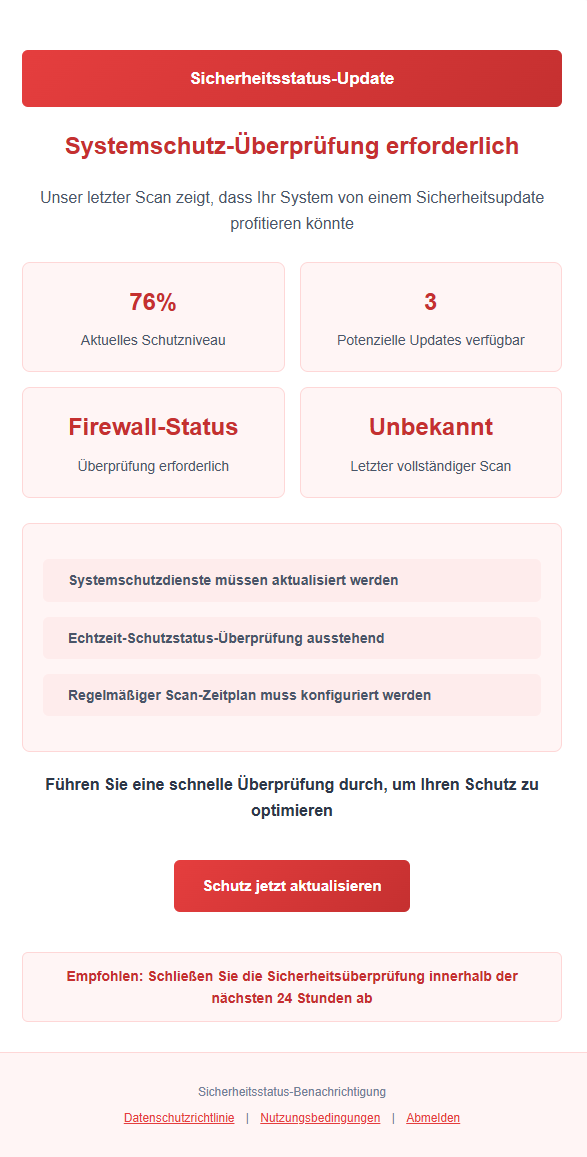 Sicherheitsstatus-Update
Systemschutz-Überprüfung erforderlich
Unser letzter Scan zeigt, dass Ihr System von einem Sicherheitsupdate
profitieren könnte
76%
Aktuelles Schutzniveau
3
Potenzielle Updates verfügbar
Firewall-Status
Überprüfung erforderlich
Unbekannt
Letzter vollständiger Scan
Systemschutzdienste müssen aktualisiert werden
Echtzeit-Schutzstatus-Überprüfung ausstehend
Regelmäßiger Scan-Zeitplan muss konfiguriert werden
Führen Sie eine schnelle Überprüfung durch, um Ihren Schutz zu
optimieren
Schutz jetzt aktualisieren
Empfohlen: Schließen Sie die Sicherheitsüberprüfung innerhalb der
nächsten 24 Stunden ab
Sicherheitsstatus-Benachrichtigung
Datenschutzrichtlinie | Nutzungsbedingungen | Abmelden